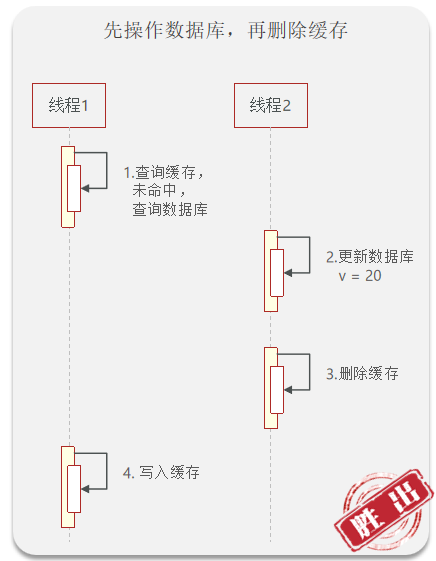 先操作数据库，再删除缓存
线程1
线程2
1.查询缓存，
未命中，
查询数据库
2.更新数据库
v = 20
3.删除缓存
4. 写入缓存
胜出